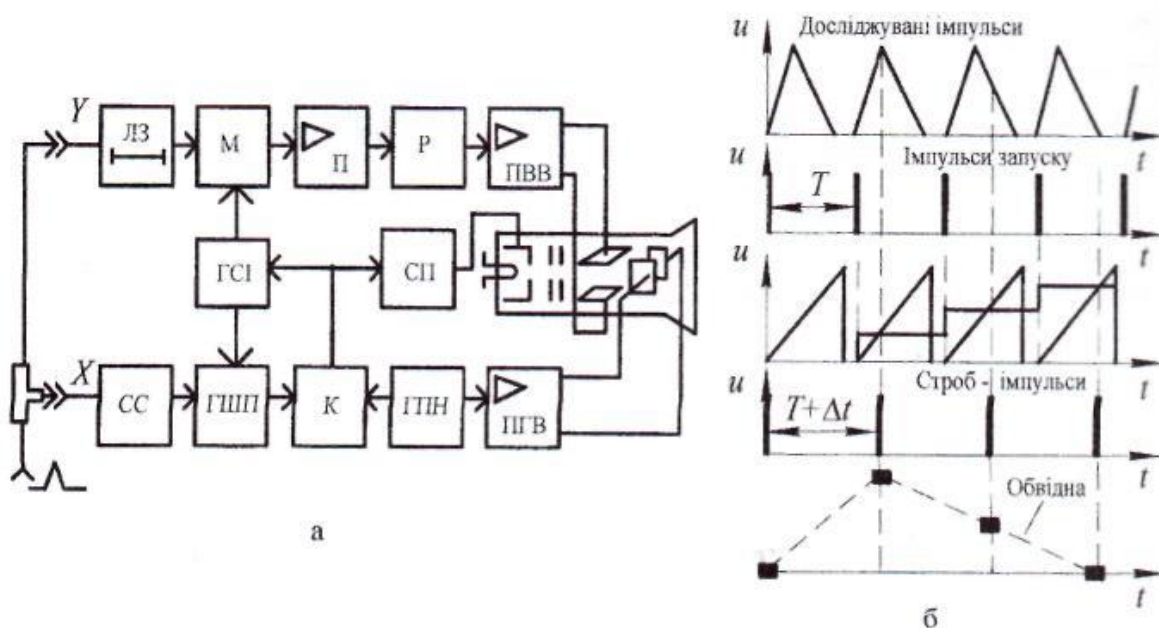 Y
ЛЗ
М
П
Р
ПВВ
ГСІ
СП
X
СС
ГШП
К
ГПН
ПГВ
а
u
Досліджувані імпульси
t
u
Імпульси запуску
T
t
u
t
u
Строб - імпульси
T+Δt
t
Обвідна
t
б